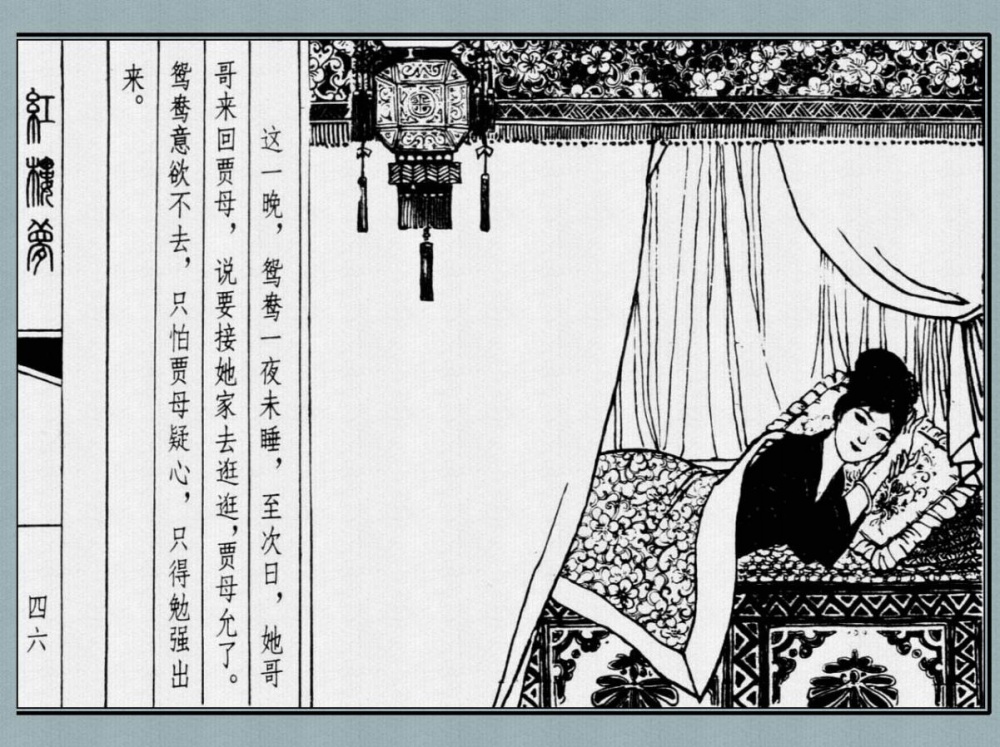 这一晚，鸳鸯一夜未睡，至次日，她哥
哥来回贾母，说要接她家去逛逛，贾母允了。
鸳鸯意欲不去，只怕贾母疑心，只得勉强出
来。
紅樓夢
四六